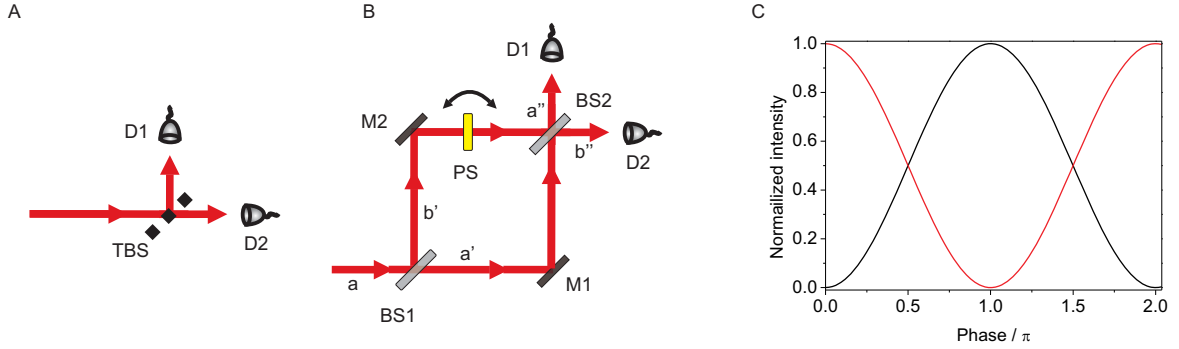 A
D1
TBS
D2
B
D1
M2
a''
BS2
PS
b''
D2
b'
a'
a
M1
BS1
C
Normailized intensity
1.0
0.8
0.6
0.4
0.2
0.0
0.0
0.5
1.0
1.5
2.0
Phase / π